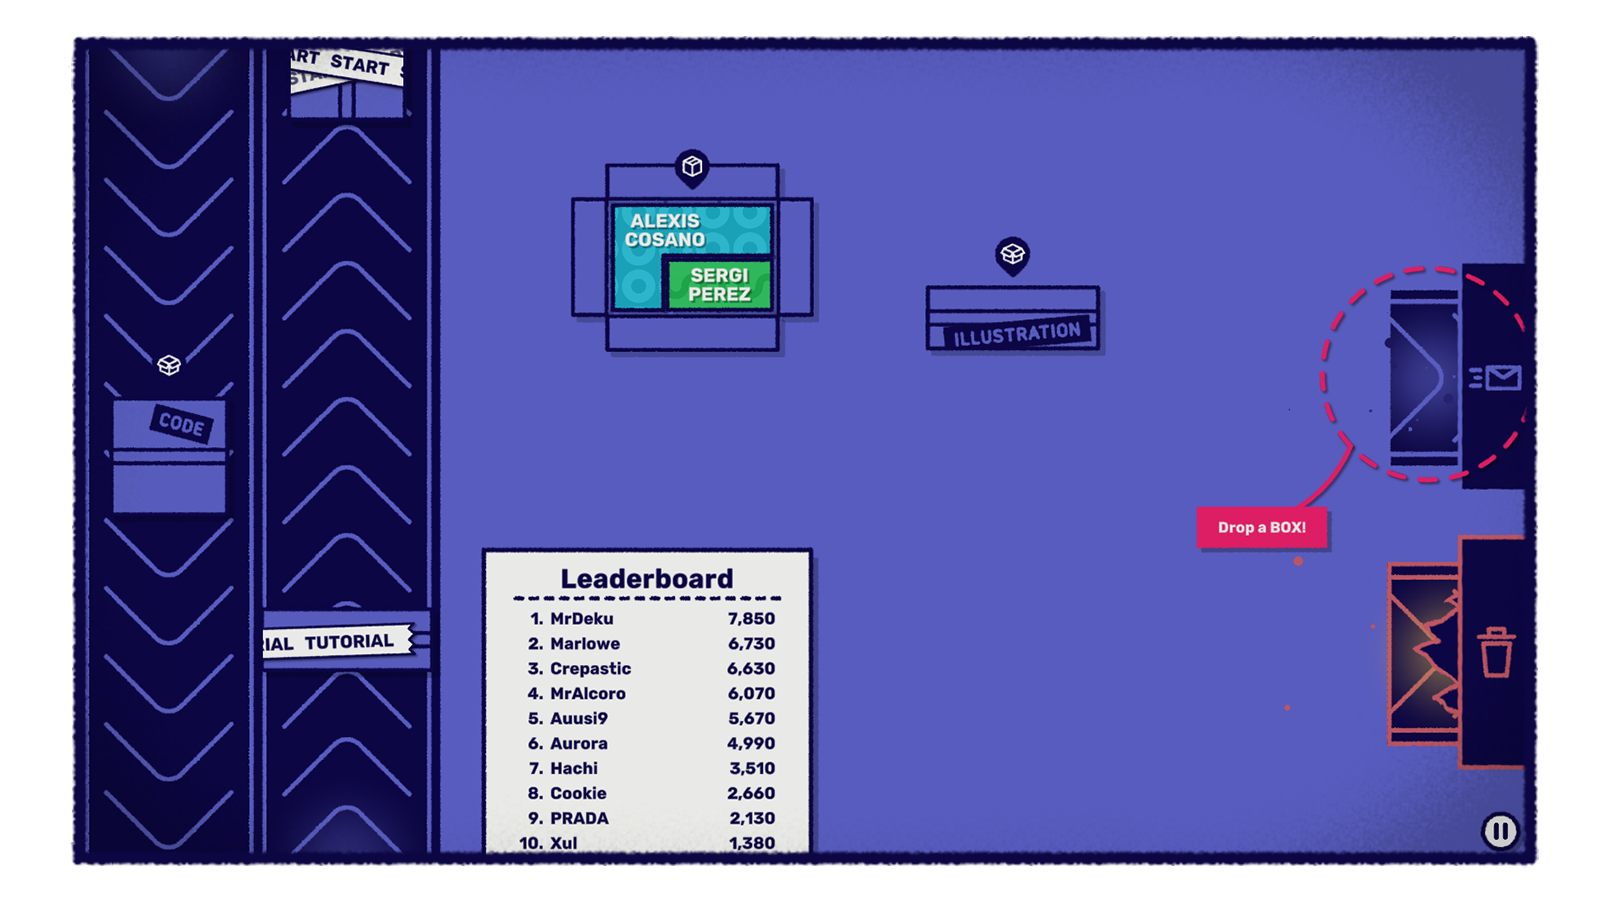 ART START
STA
ALEXIS
COSANO
SERGI
PEREZ
ILLUSTRATION
CODE
Drop a BOX!
IAL TUTORIAL
Leaderboard
1. MrDeku 7,850
2. Marlowe 6,730
3. Crepastic 6,630
4. MrAlcoro 6,070
5. Auusi9 5,670
6. Aurora 4,990
7. Hachi 3,510
8. Cookie 2,660
9. PRADA 2,130
10. Xul 1,380